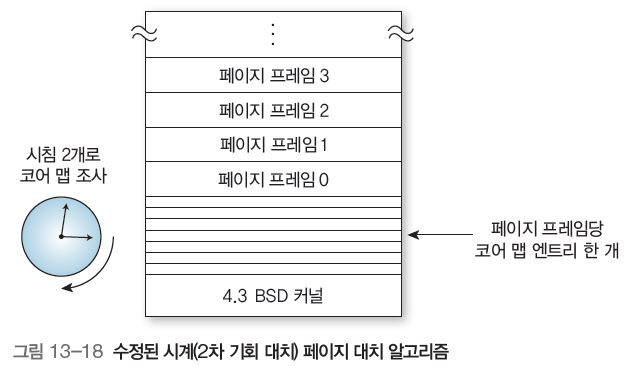 ⋮
페이지 프레임 3
페이지 프레임 2
페이지 프레임 1
페이지 프레임 0
시침 2개로
코어 맵 조사
페이지 프레임당
코어 맵 엔트리 한 개
4.3 BSD 커널
그림 13-18 수정된 시계(2차 기회 대치) 페이지 대치 알고리즘